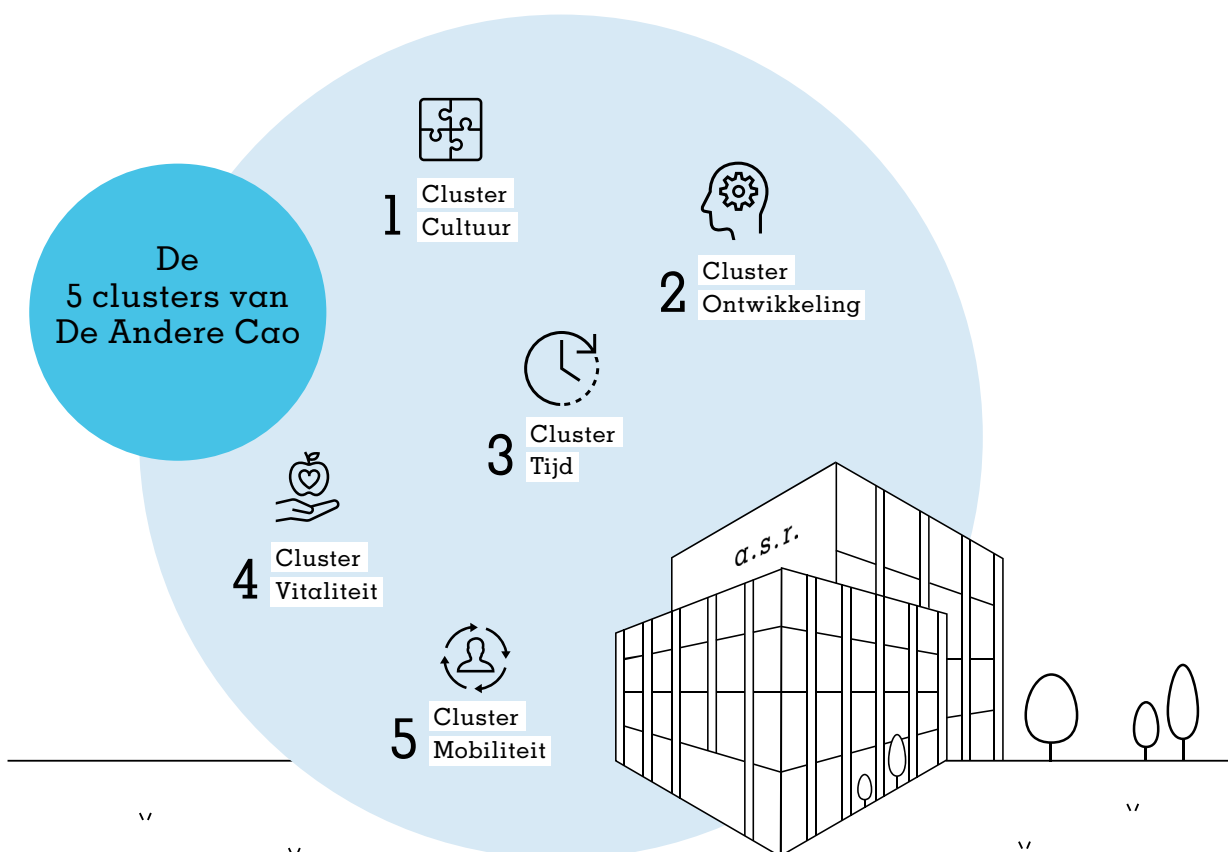 De
5 clusters van
De Andere Cao
1
Cluster
Cultuur
2
Cluster
Ontwikkeling
3
Cluster
Tijd
4
Cluster
Vitaliteit
5
Cluster
Mobiliteit
a.s.r.